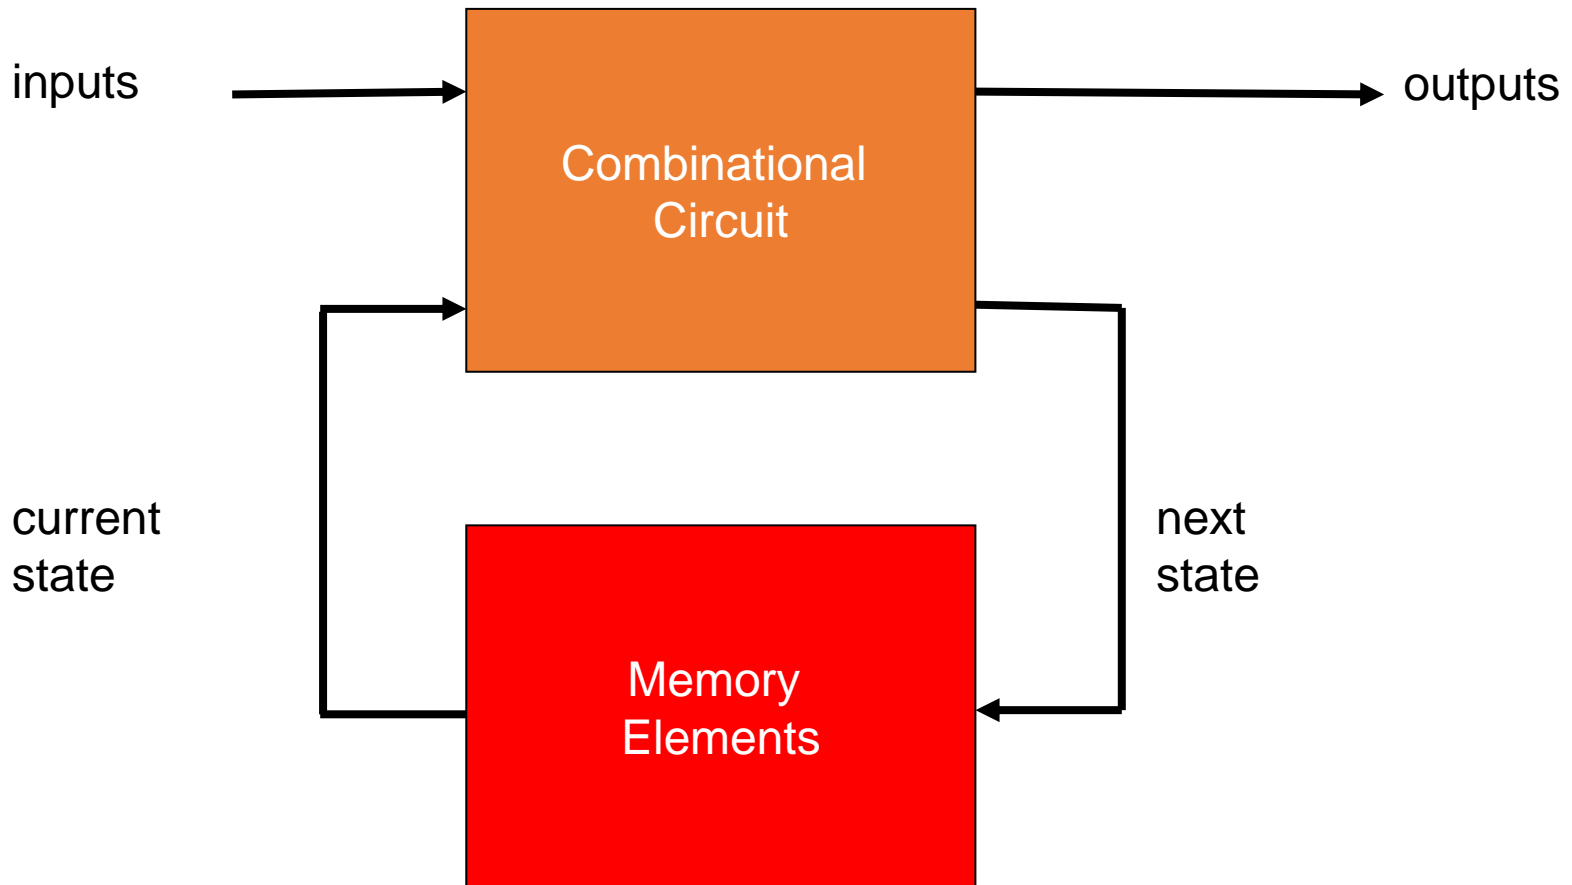 inputs
outputs
Combinational
Circuit
current
state
next
state
Memory
Elements